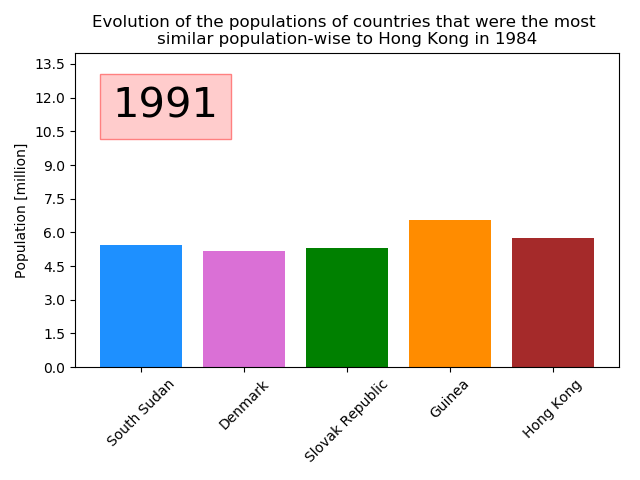 Evolution of the populations of countries that were the most
similar population-wise to Hong Kong in 1984
1991
Population [million]
13.5
12.0
10.5
9.0
7.5
6.0
4.5
3.0
1.5
0.0
South Sudan
Denmark
Slovak Republic
Guinea
Hong Kong